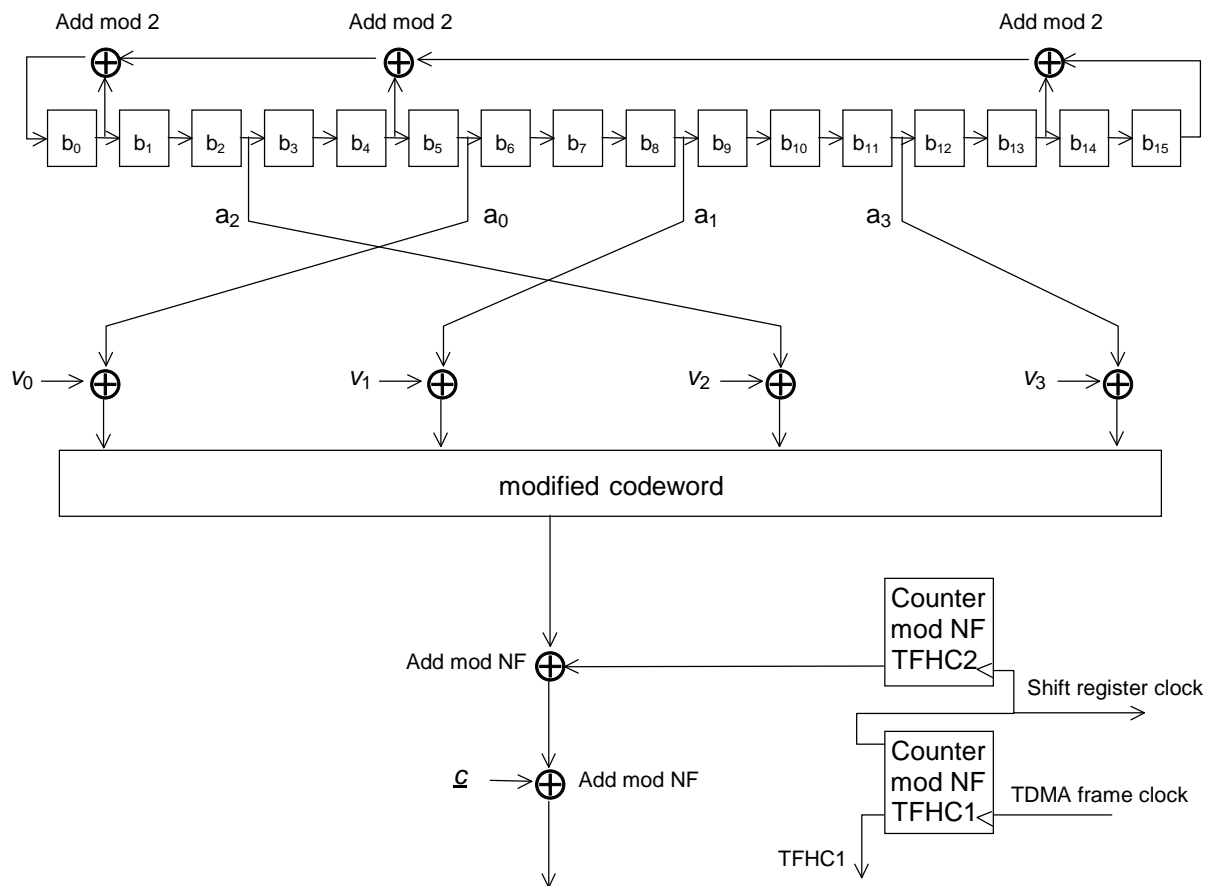 Add mod 2
Add mod 2
Add mod 2
b0
b1
b2
b3
b4
b5
b6
b7
b8
b9
b10
b11
b12
b13
b14
b15
a2
a0
a1
a3
v0
v1
v2
v3
modified codeword
Counter
mod NF
TFHC2
Add mod NF
Shift register clock
Counter
mod NF
TFHC1
c
Add mod NF
TDMA frame clock
TFHC1